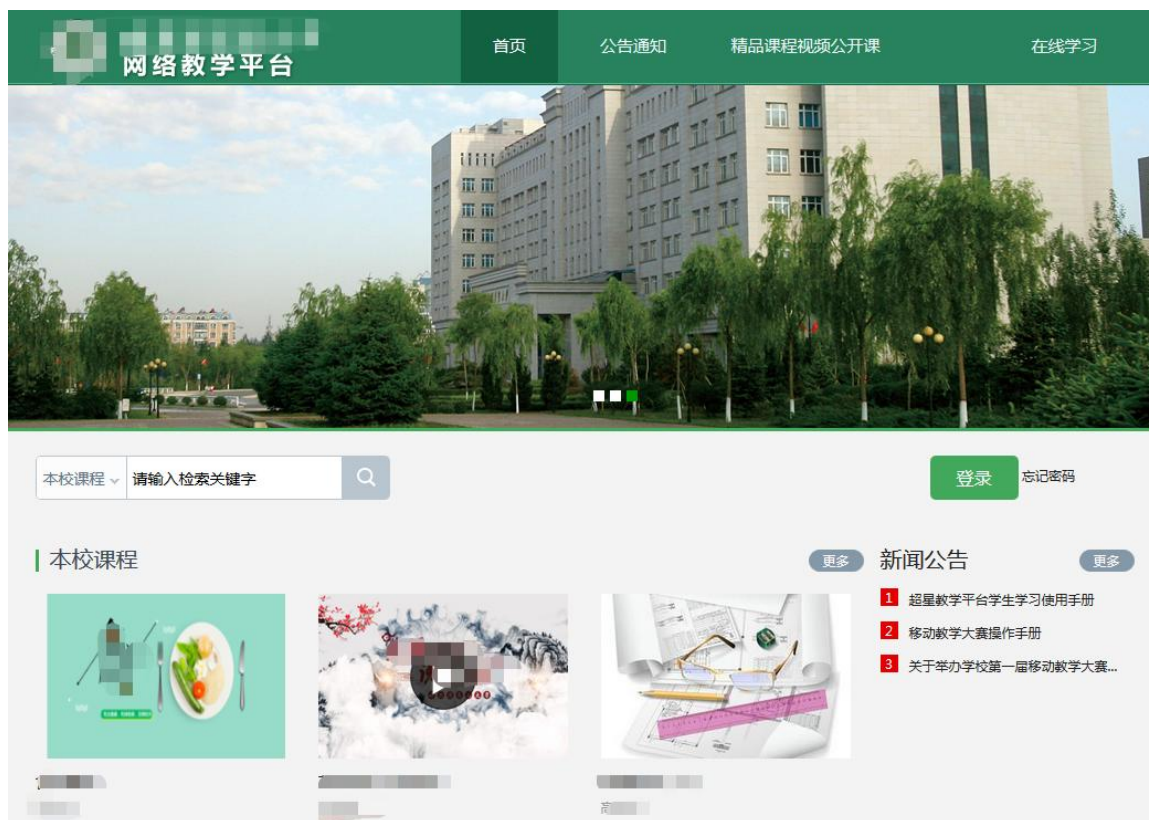 网络教学平台
首页 公告通知 精品课程视频公开课 在线学习
本校课程 请输入检索关键字
登录 忘记密码
本校课程 更多
新闻公告 更多
1 超星教学平台学生学习使用手册
2 移动教学大赛操作手册
3 关于举办学校第一届移动教学大赛...
高